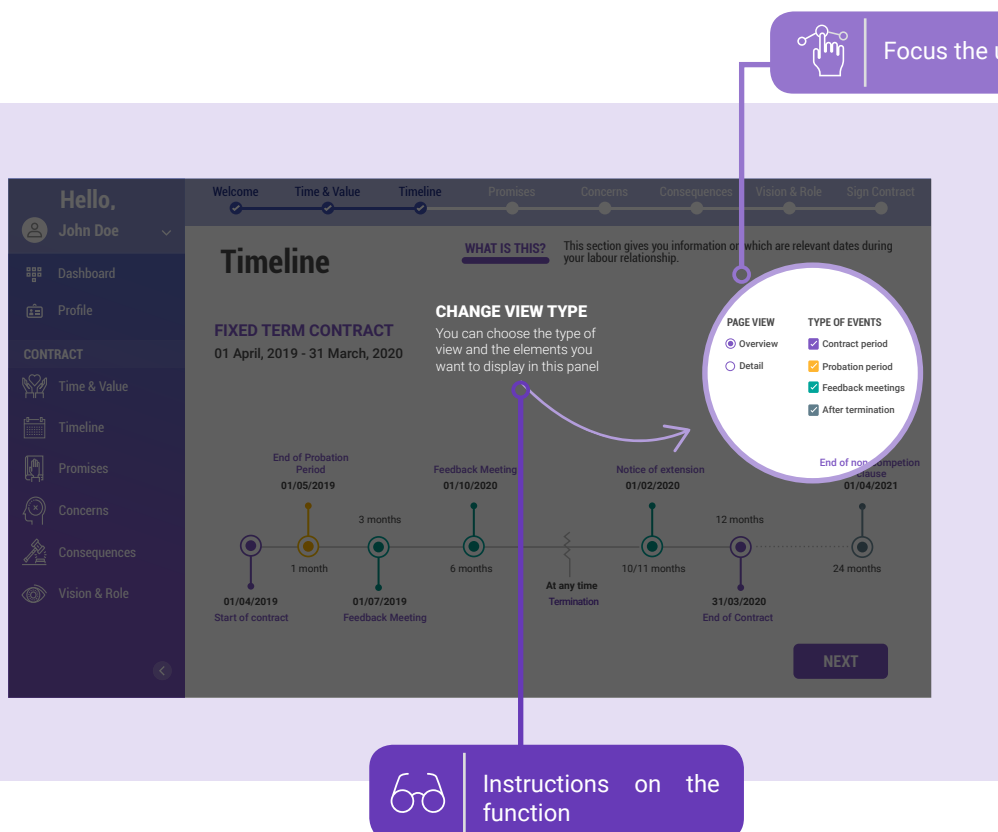 Focus the u
Hello,
John Doe
Dashboard
Profile
CONTRACT
Time & Value
Timeline
Promises
Concerns
Consequences
Vision & Role
Welcome
Time & Value
Timeline
Promises
Concerns
Consequences
Vision & Role
Sign Contract
Timeline
WHAT IS THIS?
This section gives you information on which are relevant dates during
your labour relationship.
FIXED TERM CONTRACT
01 April, 2019 - 31 March, 2020
CHANGE VIEW TYPE
You can choose the type of
view and the elements you
want to display in this panel
PAGE VIEW
Overview
Detail
TYPE OF EVENTS
Contract period
Probation period
Feedback meetings
After termination
End of Probation
Period
01/05/2019
Feedback Meeting
01/10/2020
Notice of extension
01/02/2020
End of non competion
Clause
01/04/2021
3 months
12 months
1 month
6 months
10/11 months
24 months
At any time
Termination
01/04/2019
Start of contract
01/07/2019
Feedback Meeting
31/03/2020
End of Contract
NEXT
Instructions on the
function